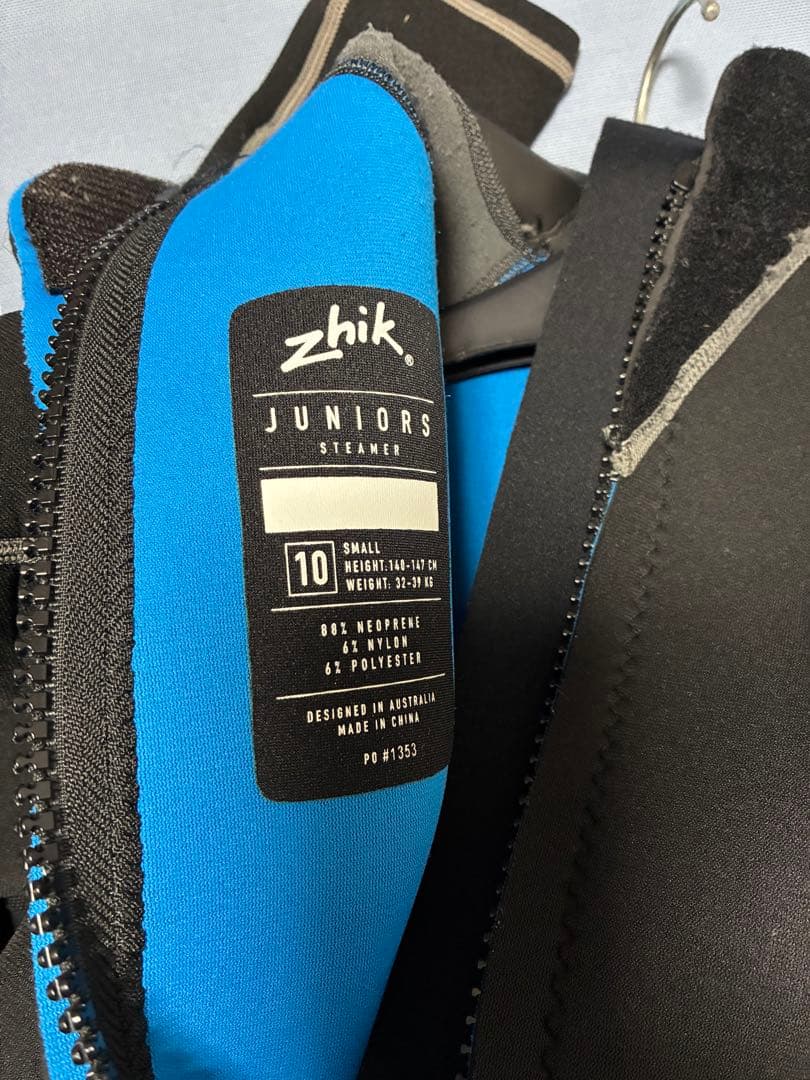 zhik®
JUNIORS
STEAMER
10
SMALL
HEIGHT: 140-147 CM
WEIGHT: 32-39 KG
88% NEOPRENE
6% NYLON
6% POLYESTER
DESIGNED IN AUSTRALIA
MADE IN CHINA
PO #1353